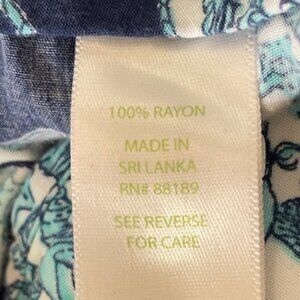 100% RAYON
MADE IN
SRI LANKA
RN# 88189
SEE REVERSE
FOR CARE